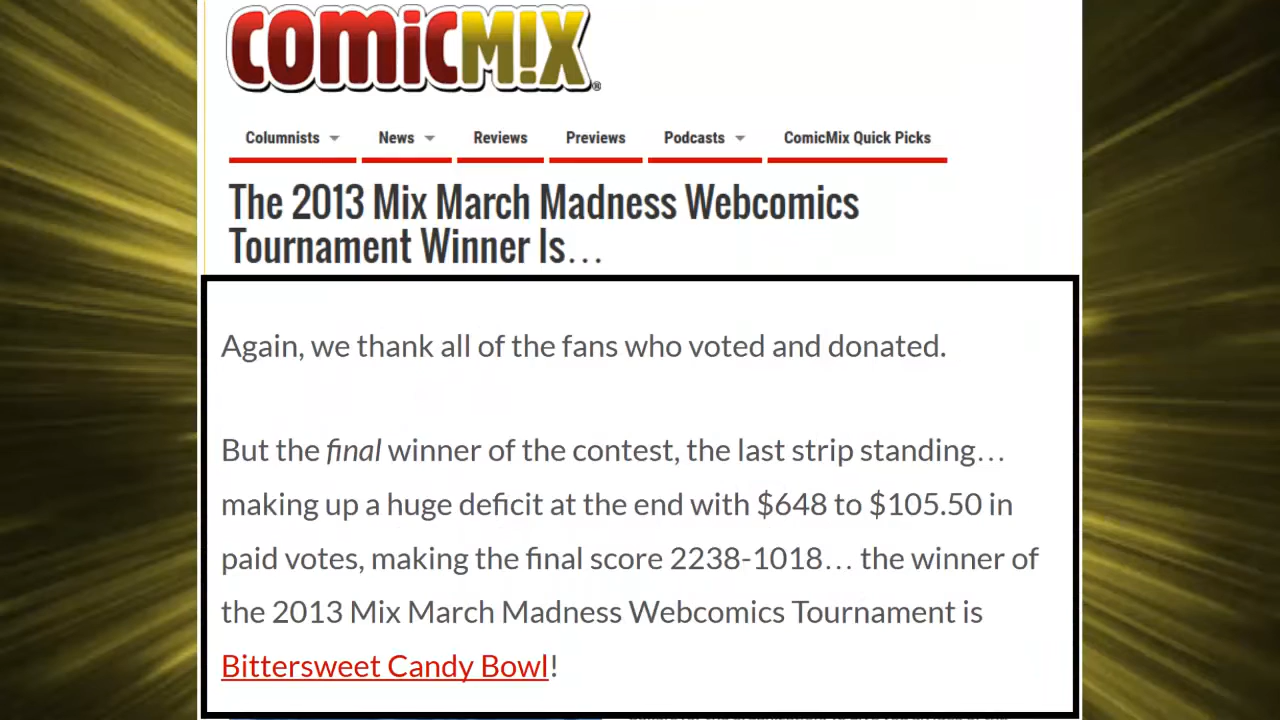 COMiCM!X®
Columnists News Reviews Previews Podcasts ComicMix Quick Picks
The 2013 Mix March Madness Webcomics
Tournament Winner Is…
Again, we thank all of the fans who voted and donated.
But the final winner of the contest, the last strip standing…
making up a huge deficit at the end with $648 to $105.50 in
paid votes, making the final score 2238-1018… the winner of
the 2013 Mix March Madness Webcomics Tournament is
Bittersweet Candy Bowl!